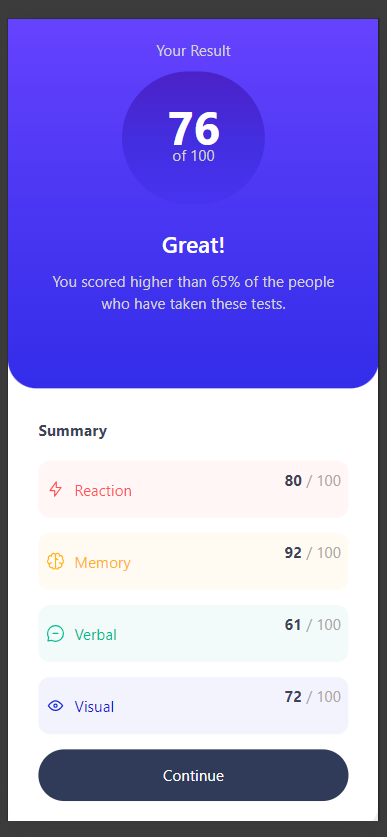 Your Result
76
of 100
Great!
You scored higher than 65% of the people
who have taken these tests.
Summary
Reaction 80 / 100
Memory 92 / 100
Verbal 61 / 100
Visual 72 / 100
Continue